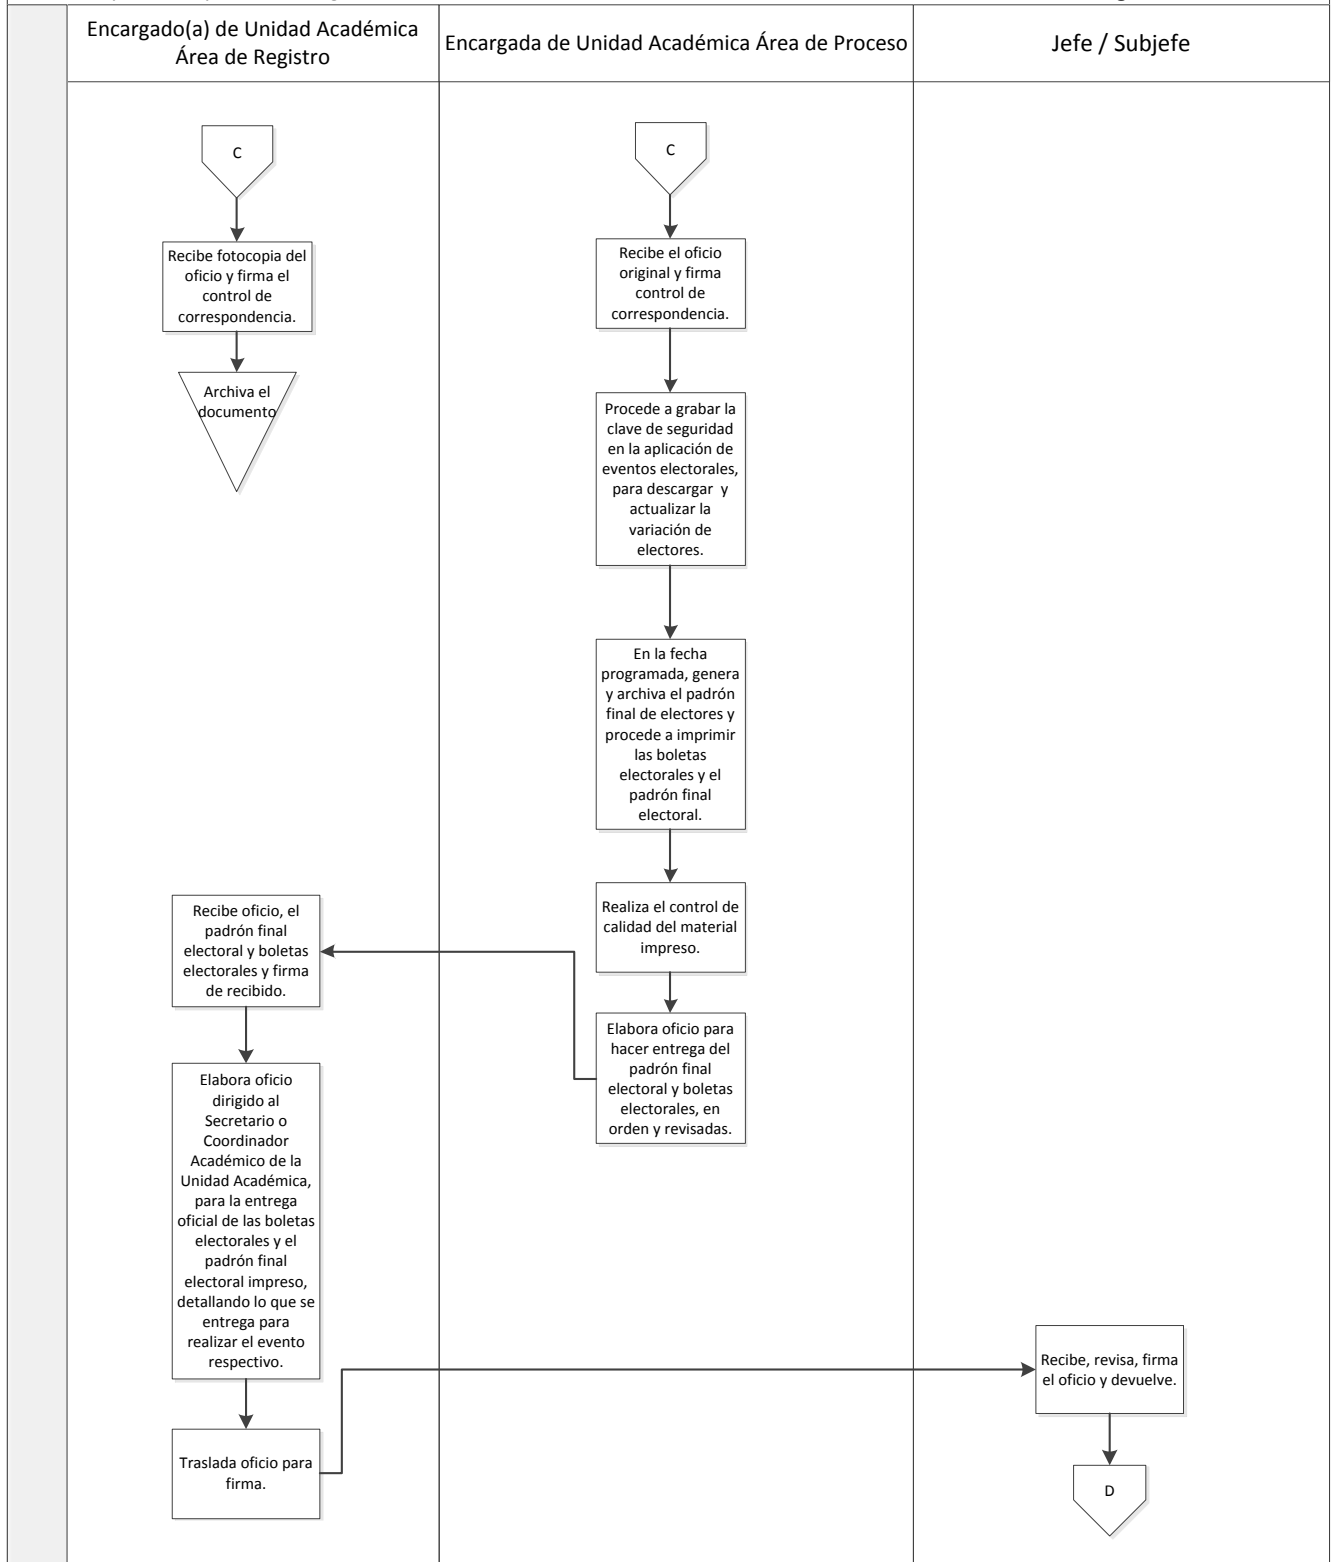 Encargado(a) de Unidad Académica
Área de Registro
Encargada de Unidad Académica Área de Proceso
Jefe / Subjefe
C
Recibe fotocopia del
oficio y firma el
control de
correspondencia.
Archiva el
documento
C
Recibe el oficio
original y firma
control de
correspondencia.
Procede a grabar la
clave de seguridad
en la aplicación de
eventos electorales,
para descargar y
actualizar la
variación de
electores.
En la fecha
programada, genera
y archiva el padrón
final de electores y
procede a imprimir
las boletas
electorales y el
padrón final
electoral.
Realiza el control de
calidad del material
impreso.
Elabora oficio para
hacer entrega del
padrón final
electoral y boletas
electorales, en
orden y revisadas.
Recibe oficio, el
padrón final
electoral y boletas
electorales y firma
de recibido.
Elabora oficio
dirigido al
Secretario o
Coordinador
Académico de la
Unidad Académica,
para la entrega
oficial de las boletas
electorales y el
padrón final
electoral impreso,
detallando lo que se
entrega para
realizar el evento
respectivo.
Traslada oficio para
firma.
Recibe, revisa, firma
el oficio y devuelve.
D